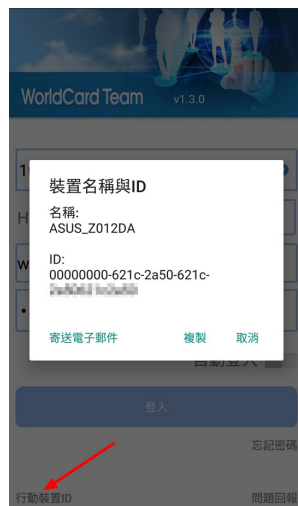 WorldCard Team v1.3.0
1
裝置名稱與ID
名稱:
ASUS_Z012DA
H
ID:
00000000-621c-2a50-621c-
w
寄送電子郵件 複製 取消
自動登入
登入
忘記密碼
行動裝置ID 問題回報